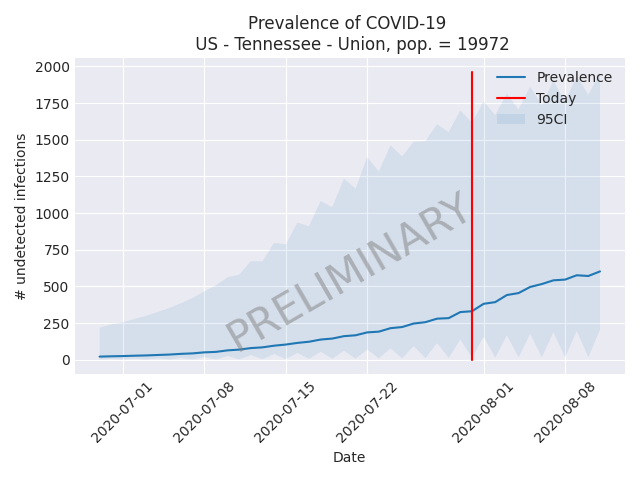 Prevalence of COVID-19
US - Tennessee - Union, pop. = 19972
2000
1750
1500
1250
1000
750
500
250
0
# undetected infections
Prevalence
Today
95CI
PRELIMINARY
2020-07-01
2020-07-08
2020-07-15
2020-07-22
2020-08-01
2020-08-08
Date